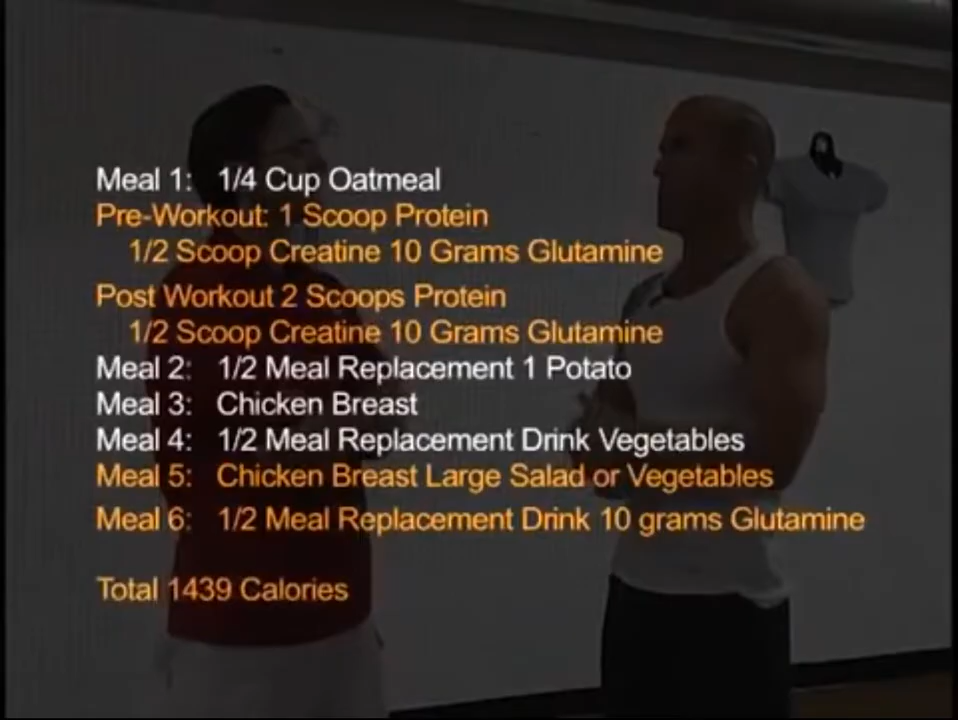 Meal 1: 1/4 Cup Oatmeal
Pre-Workout: 1 Scoop Protein
1/2 Scoop Creatine 10 Grams Glutamine
Post Workout 2 Scoops Protein
1/2 Scoop Creatine 10 Grams Glutamine
Meal 2: 1/2 Meal Replacement 1 Potato
Meal 3: Chicken Breast
Meal 4: 1/2 Meal Replacement Drink Vegetables
Meal 5: Chicken Breast Large Salad or Vegetables
Meal 6: 1/2 Meal Replacement Drink 10 grams Glutamine
Total 1439 Calories